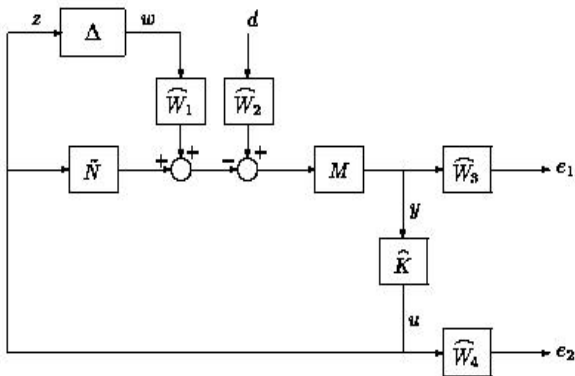 z Δ w d
Ŵ₁ Ŵ₂
+ + - +
Ñ M Ŵ₃ e₁
y
K̂
u
Ŵ₄ e₂